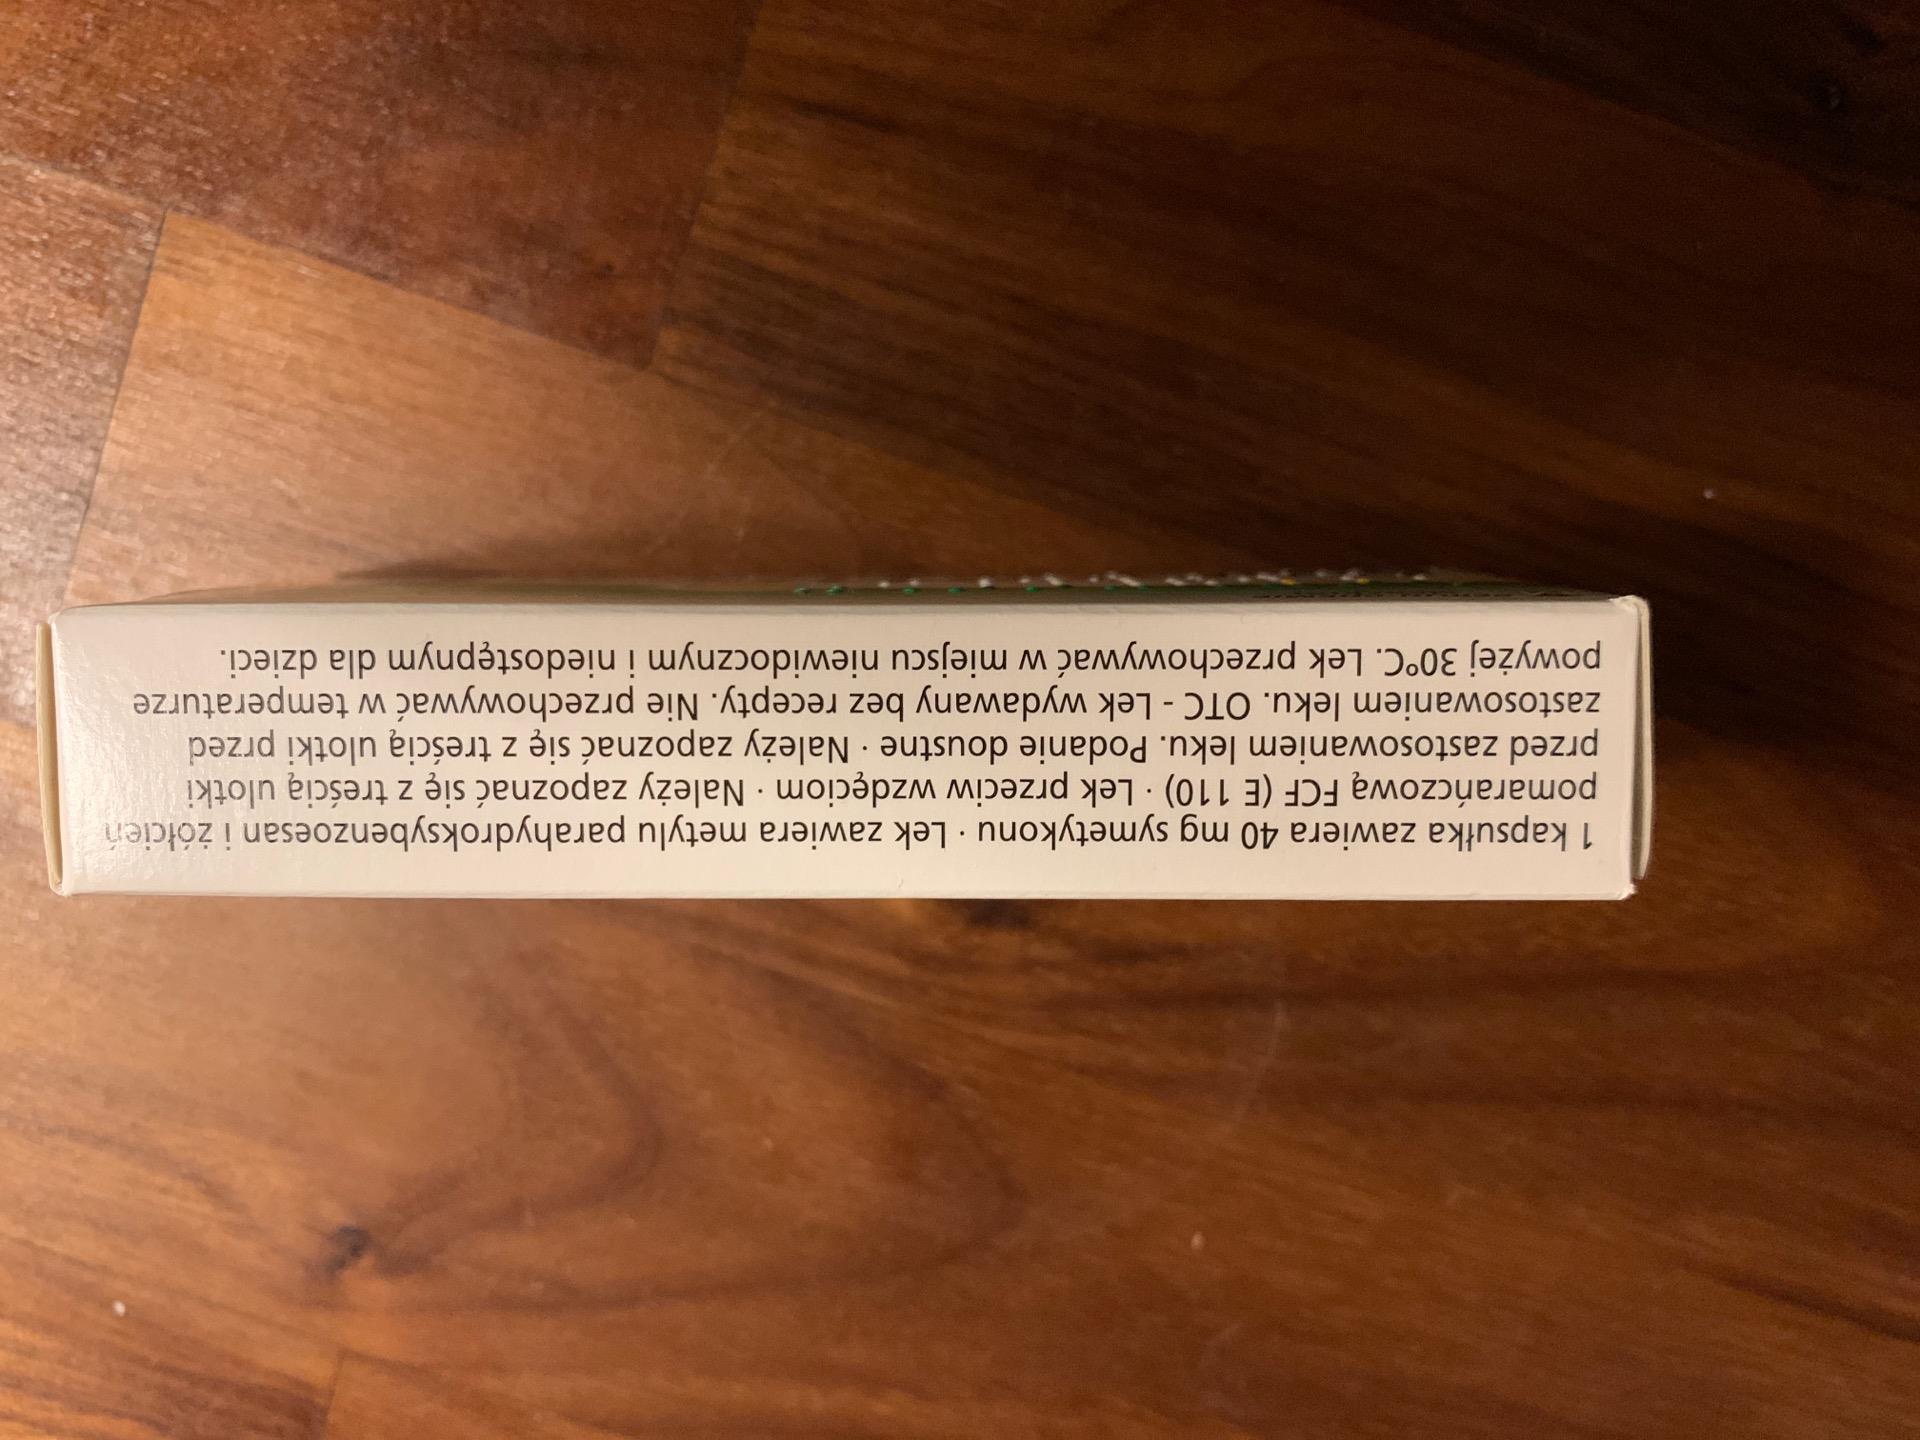 1 kapsułka zawiera 40 mg symetykonu · Lek zawiera metylu parahydroksybenzoesan i żółcień
pomarańczową FCF (E 110) · Lek przeciw wzdęciom · Należy zapoznać się z treścią ulotki
przed zastosowaniem leku. Podanie doustne · Należy zapoznać się z treścią ulotki przed
zastosowaniem leku. OTC - Lek wydawany bez recepty. Nie przechowywać w temperaturze
powyżej 30°C. Lek przechowywać w miejscu niewidocznym i niedostępnym dla dzieci.